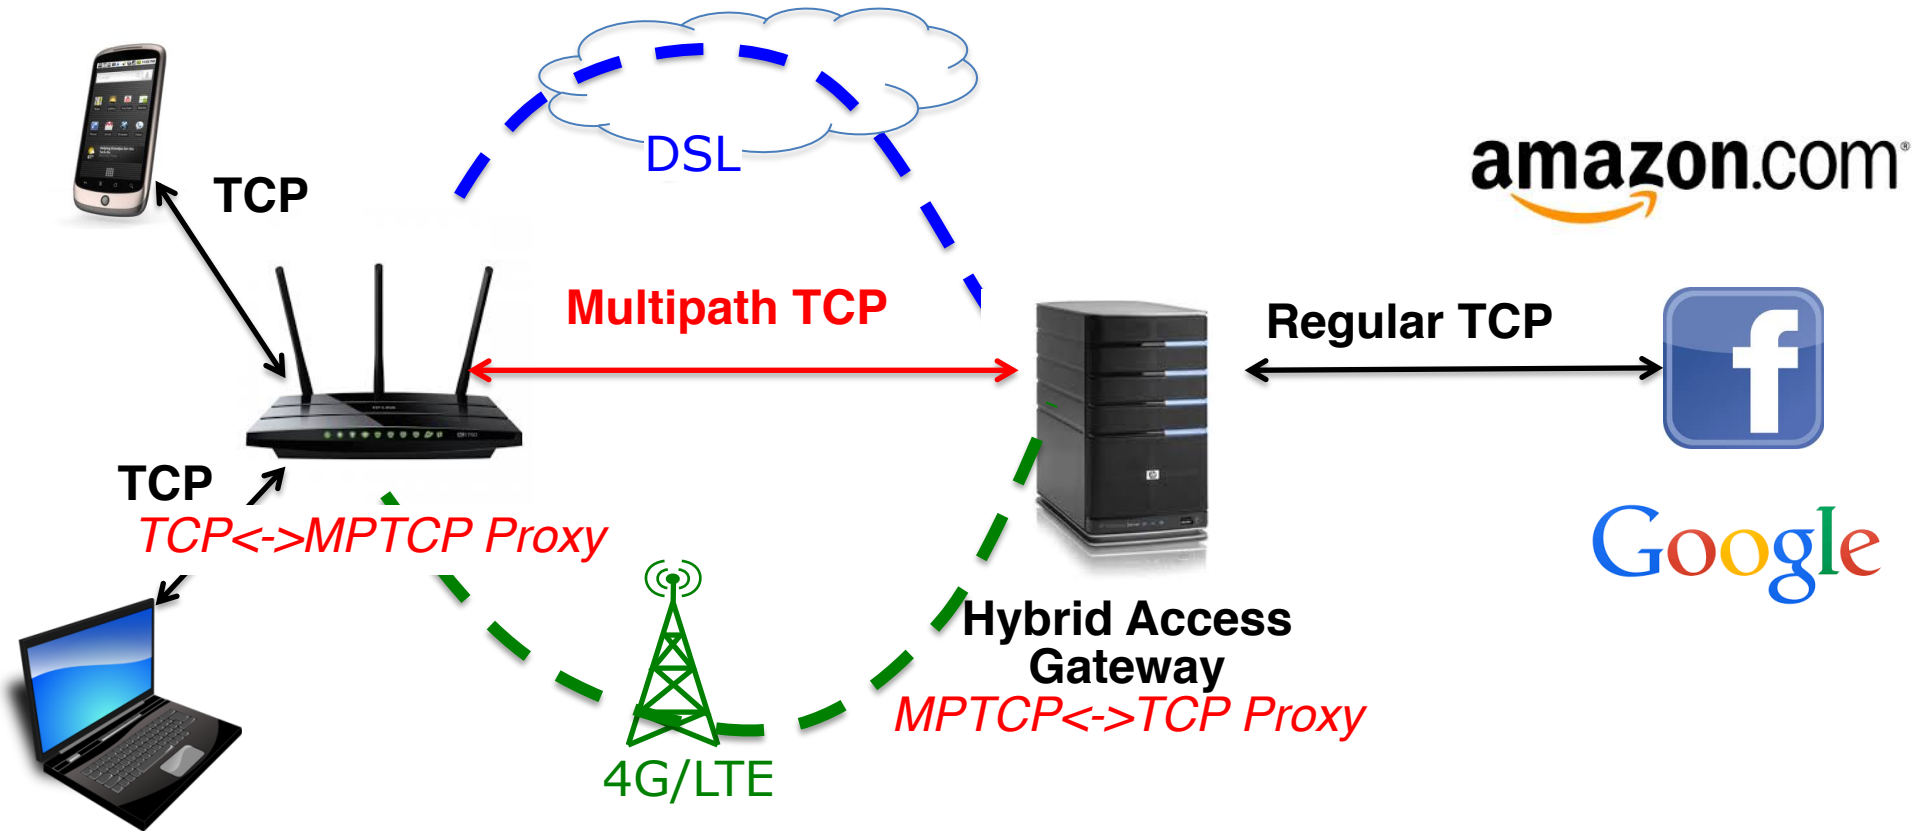 TCP
DSL
amazon.com®
Multipath TCP
Regular TCP
f
TCP
TCP<->MPTCP Proxy
Google
Hybrid Access
Gateway
MPTCP<->TCP Proxy
4G/LTE